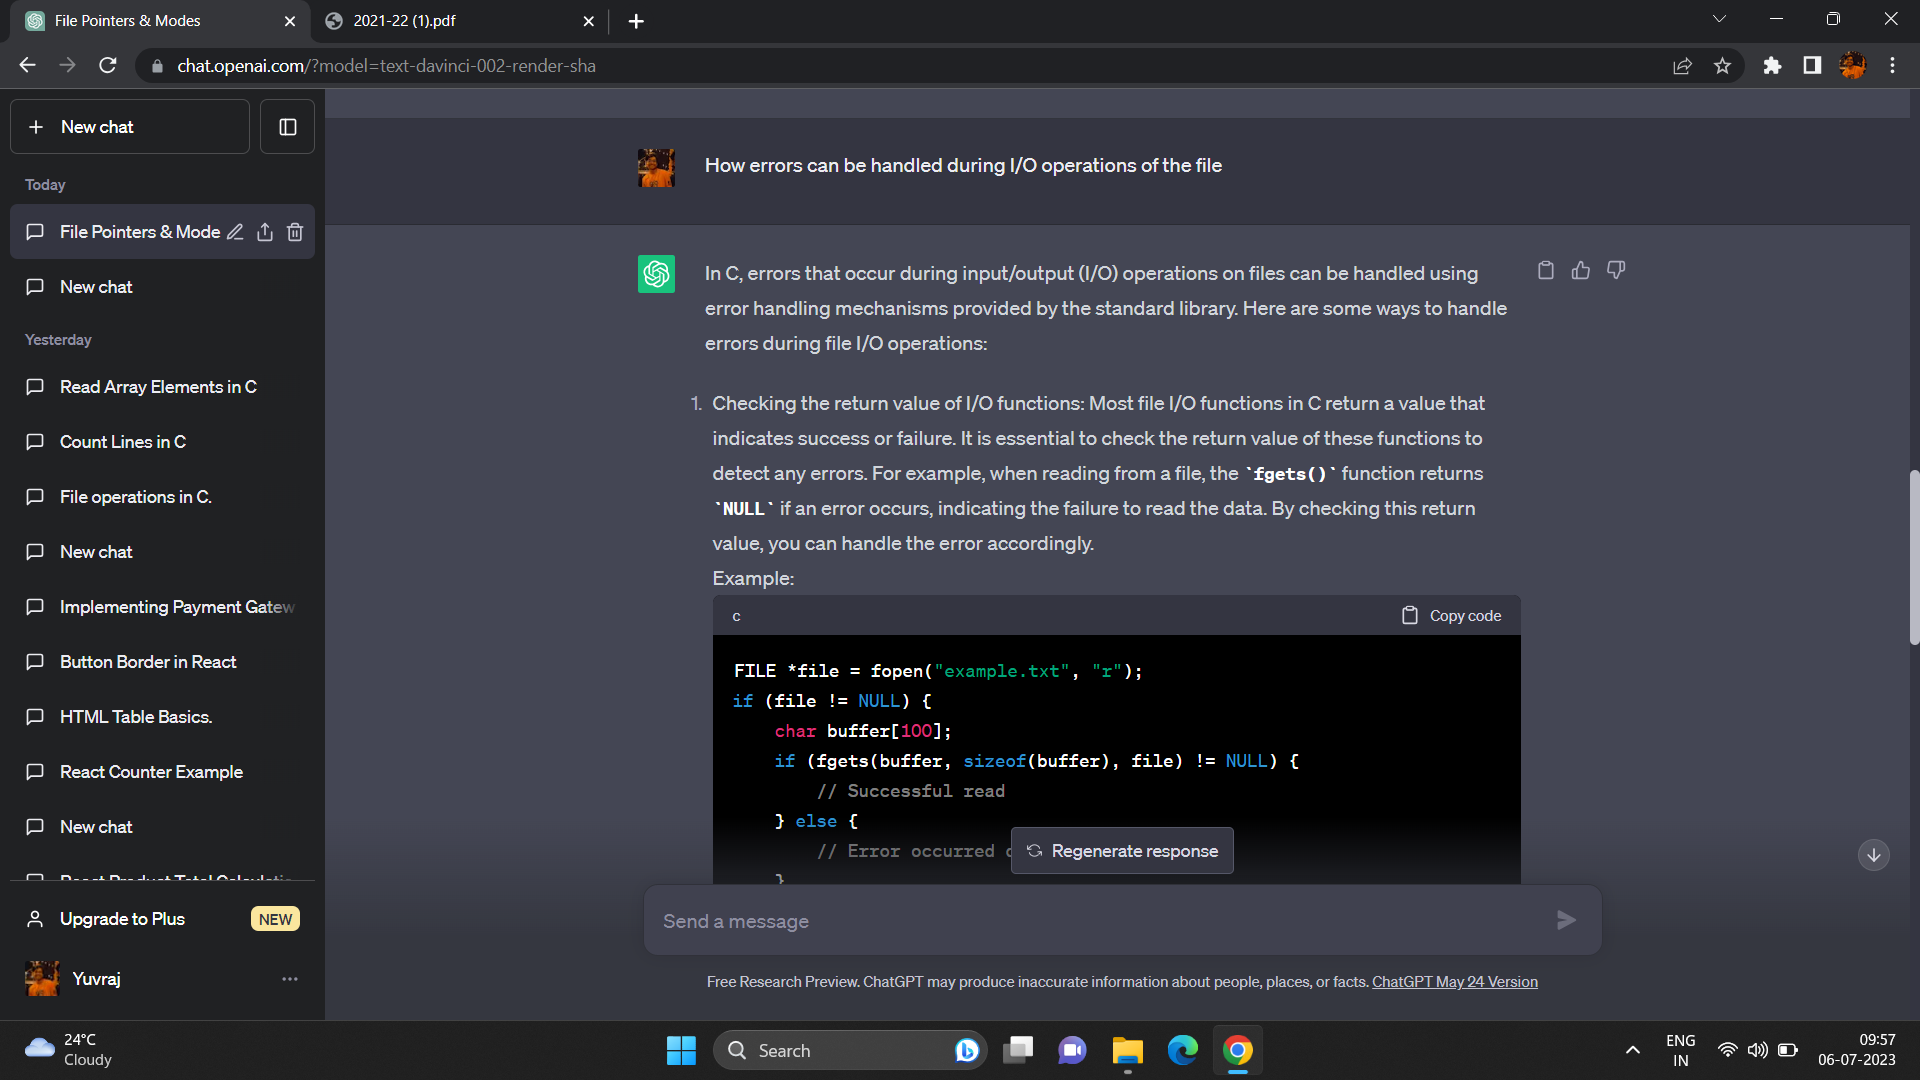 File Pointers & Modes
2021-22 (1).pdf
chat.openai.com/?model=text-davinci-002-render-sha
New chat
Today
File Pointers & Mode
New chat
Yesterday
Read Array Elements in C
Count Lines in C
File operations in C.
New chat
Implementing Payment Gatew
Button Border in React
HTML Table Basics.
React Counter Example
New chat
Upgrade to Plus NEW
Yuvraj
How errors can be handled during I/O operations of the file
In C, errors that occur during input/output (I/O) operations on files can be handled using
error handling mechanisms provided by the standard library. Here are some ways to handle
errors during file I/O operations:
1. Checking the return value of I/O functions: Most file I/O functions in C return a value that
indicates success or failure. It is essential to check the return value of these functions to
detect any errors. For example, when reading from a file, the `fgets()` function returns
`NULL` if an error occurs, indicating the failure to read the data. By checking this return
value, you can handle the error accordingly.
Example:
c Copy code
FILE *file = fopen("example.txt", "r");
if (file != NULL) {
char buffer[100];
if (fgets(buffer, sizeof(buffer), file) != NULL) {
// Successful read
} else {
// Error occurred
}
Regenerate response
Send a message
Free Research Preview. ChatGPT may produce inaccurate information about people, places, or facts. ChatGPT May 24 Version
24°C
Cloudy
Search
ENG
IN
09:57
06-07-2023